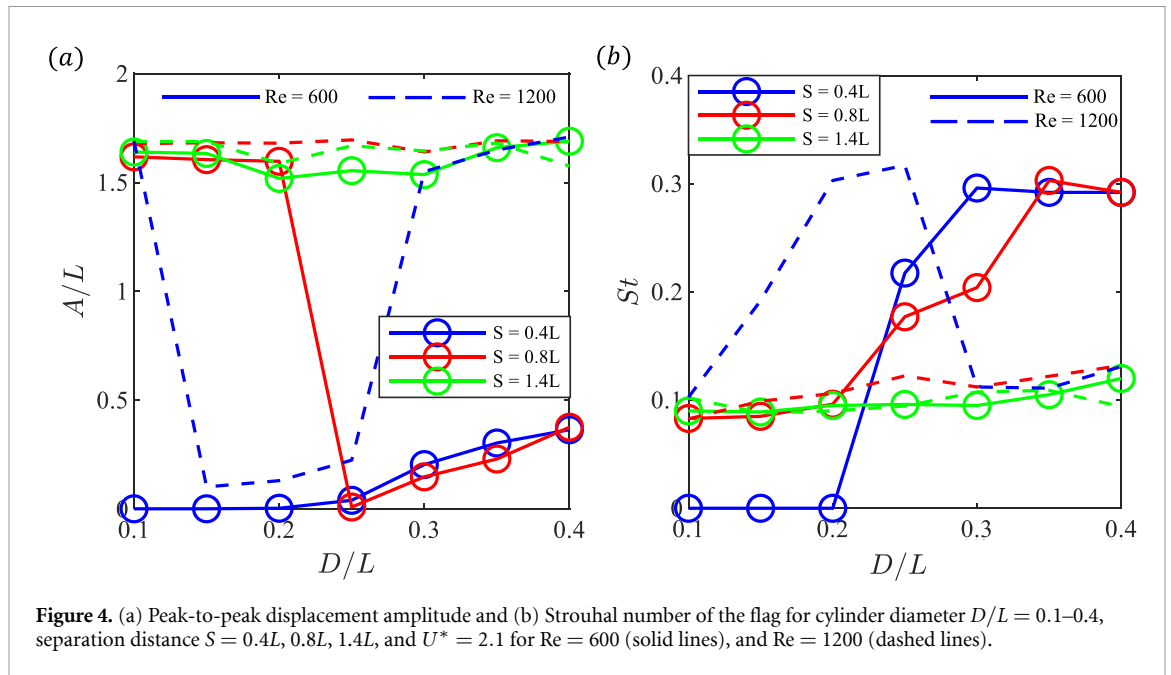 (a)
2
1.5
1
0.5
0
0.1
0.2
0.3
0.4
A/L
D/L
Re = 600
Re = 1200
S = 0.4L
S = 0.8L
S = 1.4L
(b)
0.4
0.3
0.2
0.1
0
0.1
0.2
0.3
0.4
St
D/L
S = 0.4L
S = 0.8L
S = 1.4L
Re = 600
Re = 1200
Figure 4. (a) Peak-to-peak displacement amplitude and (b) Strouhal number of the flag for cylinder diameter D/L = 0.1–0.4,
separation distance S = 0.4L, 0.8L, 1.4L, and U* = 2.1 for Re = 600 (solid lines), and Re = 1200 (dashed lines).